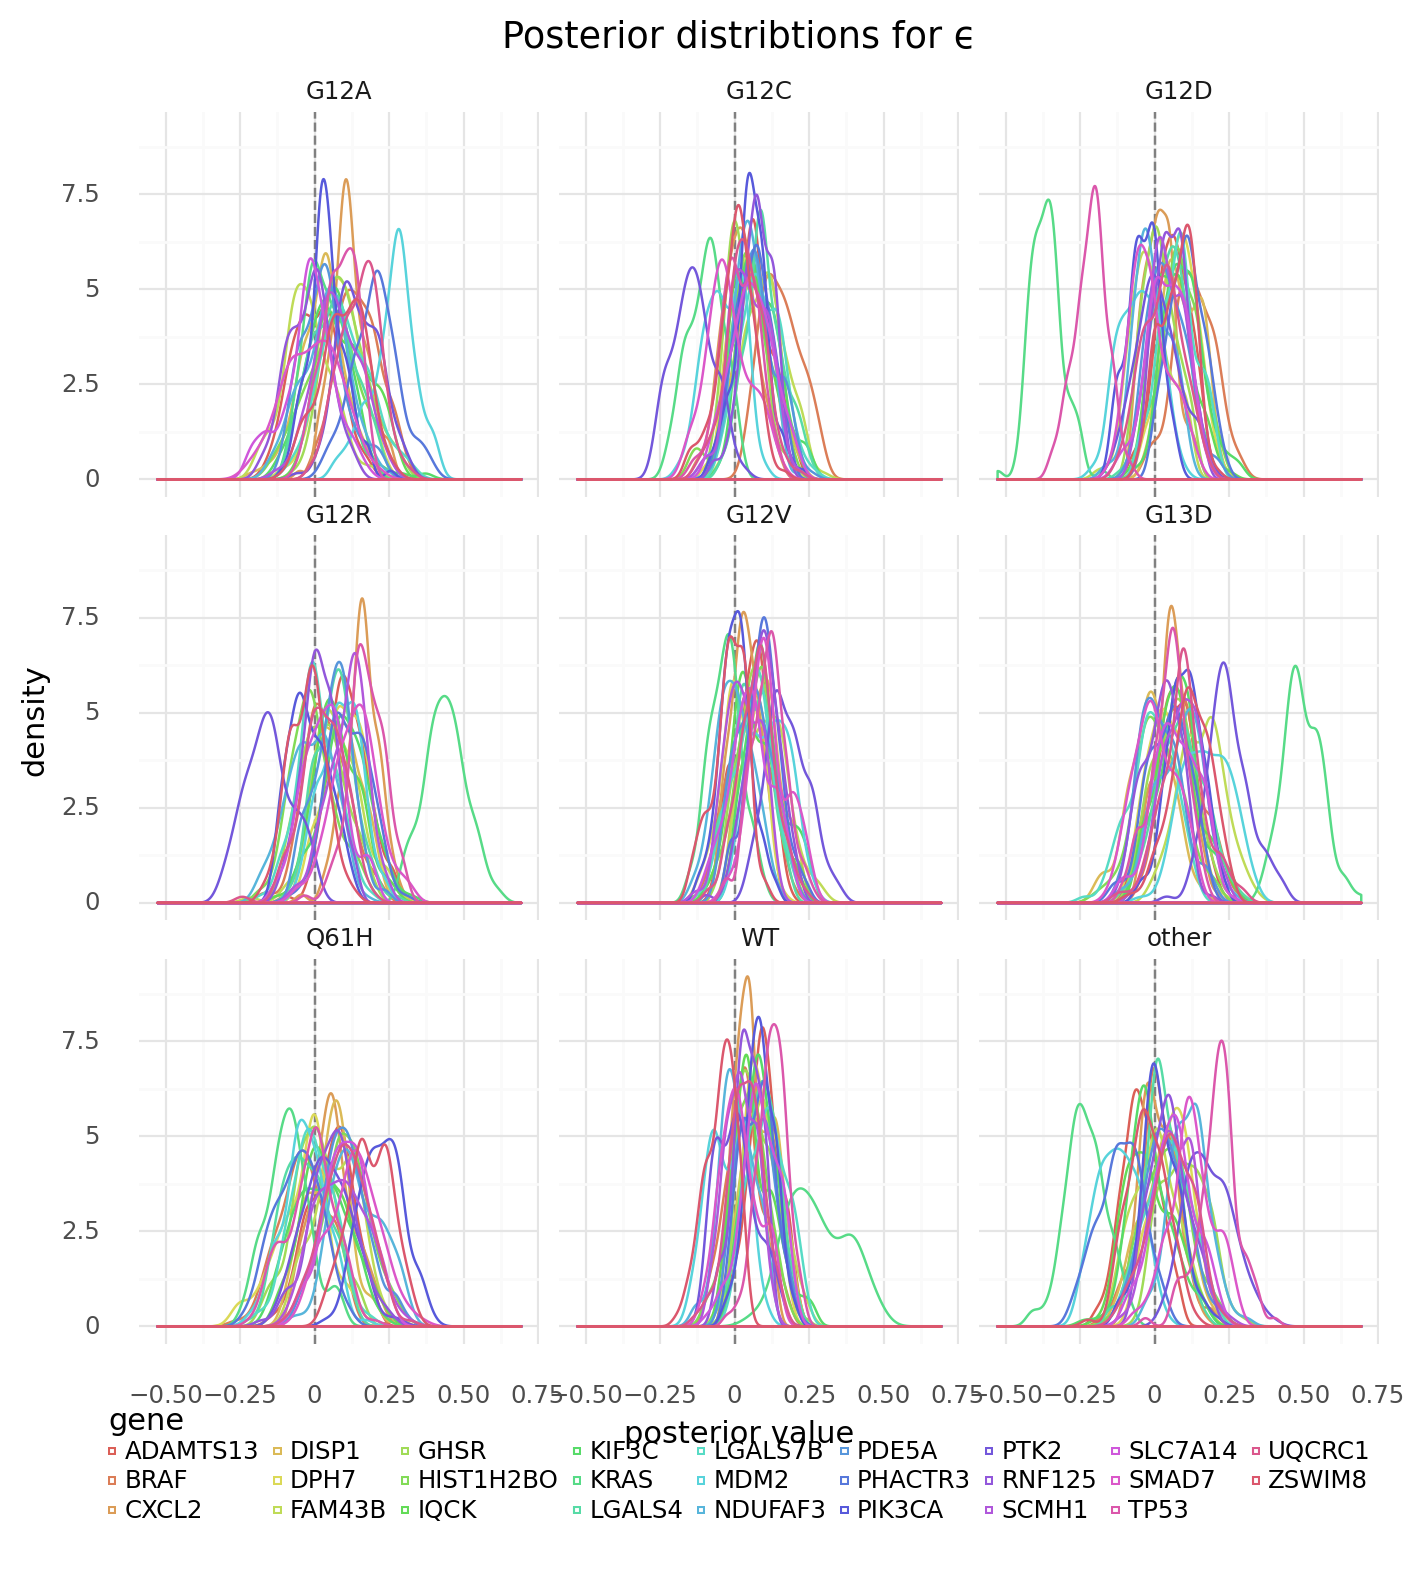 Posterior distribtions for ϵ
G12A G12C G12D
7.5
5
2.5
0
G12R G12V G13D
7.5
5
2.5
0
density
Q61H WT other
7.5
5
2.5
0
−0.50 −0.25 0 0.25 0.50 0.75 −0.50 −0.25 0 0.25 0.50 0.75 −0.50 −0.25 0 0.25 0.50 0.75
posterior value
gene
ADAMTS13 DISP1 GHSR KIF3C LGALS7B PDE5A PTK2 SLC7A14 UQCRC1
BRAF DPH7 HIST1H2BO KRAS MDM2 PHACTR3 RNF125 SMAD7 ZSWIM8
CXCL2 FAM43B IQCK LGALS4 NDUFAF3 PIK3CA SCMH1 TP53